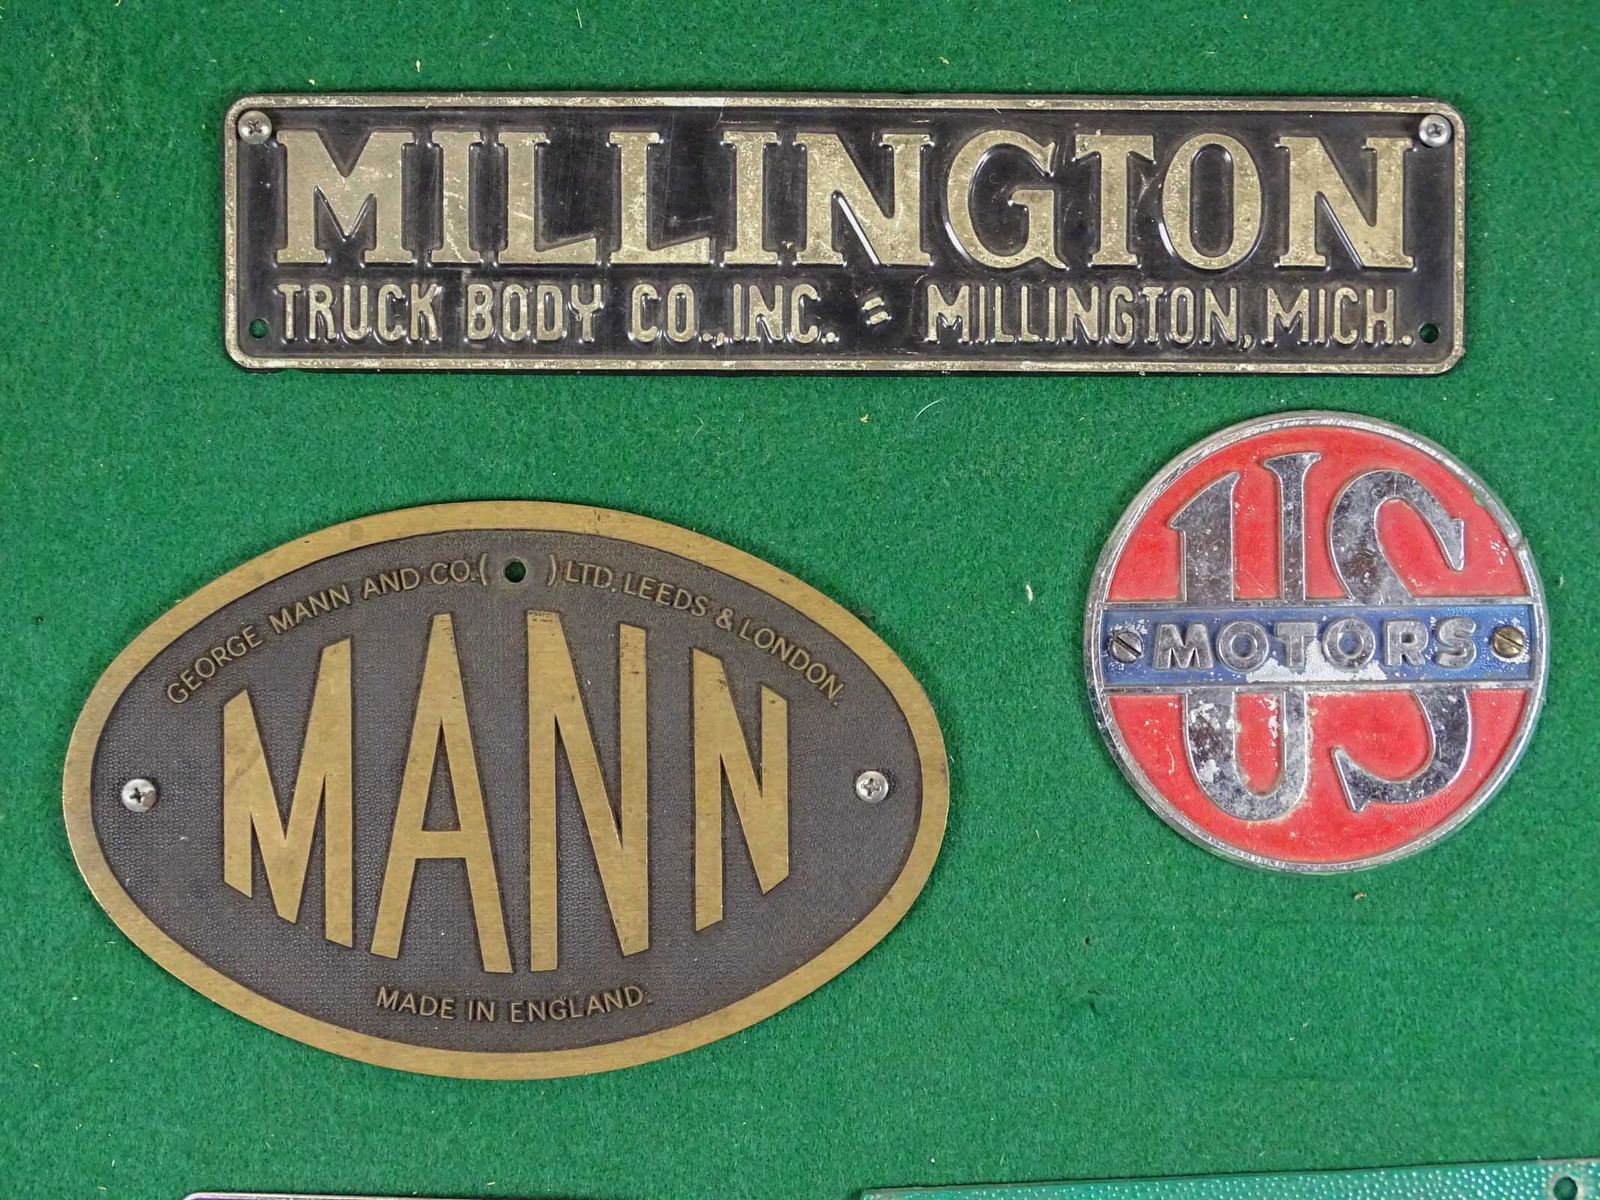 MILLINGTON
TRUCK BODY CO., INC. = MILLINGTON, MICH.
US
MOTORS
GEORGE MANN AND CO. ( ) LTD. LEEDS & LONDON.
MANN
MADE IN ENGLAND.